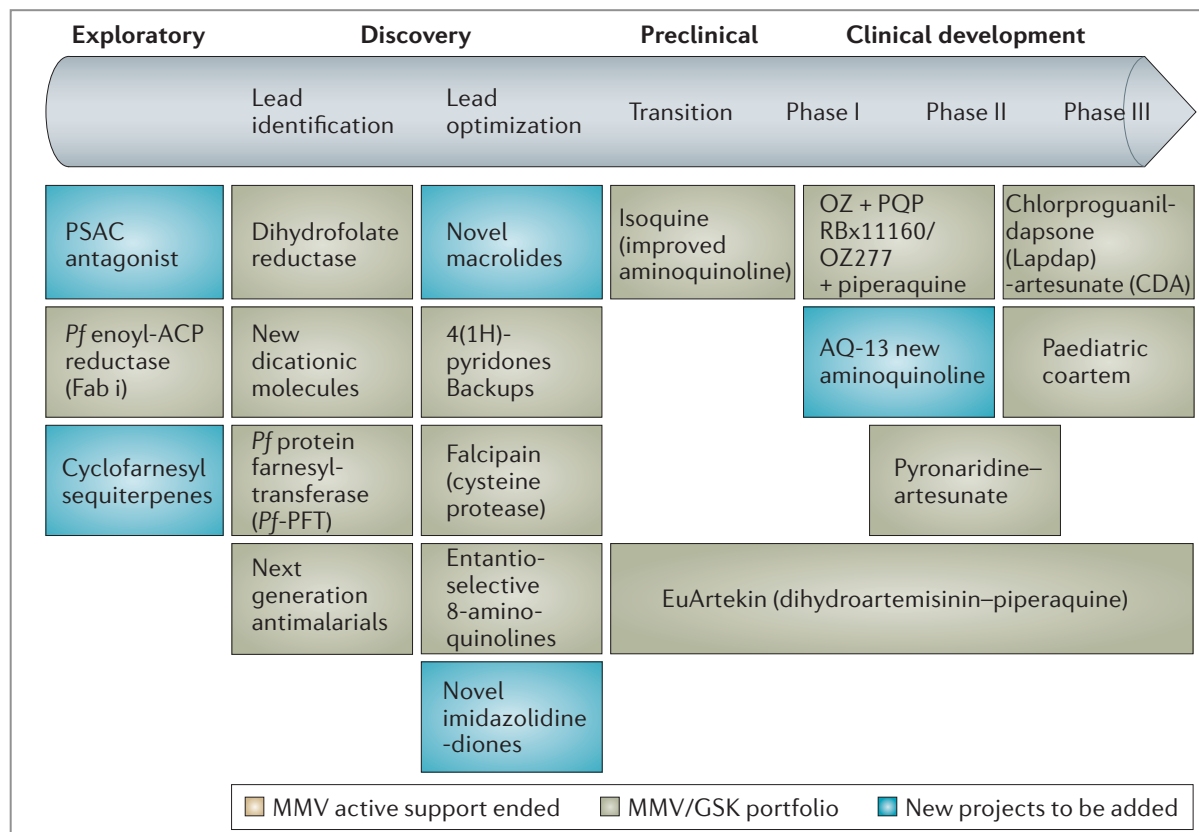 Exploratory
Discovery
Preclinical
Clinical development
Lead
identification
Lead
optimization
Transition
Phase I
Phase II
Phase III
PSAC
antagonist
Dihydrofolate
reductase
Novel
macrolides
Isoquine
(improved
aminoquinoline)
OZ + PQP
RBx11160/
OZ277
+ piperaquine
Chlorproguanil-
dapsone
(Lapdap)
-artesunate (CDA)
Pf enoyl-ACP
reductase
(Fab i)
New
dicationic
molecules
4(1H)-
pyridones
Backups
AQ-13 new
aminoquinoline
Paediatric
coartem
Cyclofarnesyl
sequiterpenes
Pf protein
farnesyl-
transferase
(Pf-PFT)
Falcipain
(cysteine
protease)
Pyronaridine–
artesunate
Next
generation
antimalarials
Entantio-
selective
8-amino-
quinolines
EuArtekin (dihydroartemisinin–piperaquine)
Novel
imidazolidine
-diones
MMV active support ended
MMV/GSK portfolio
New projects to be added